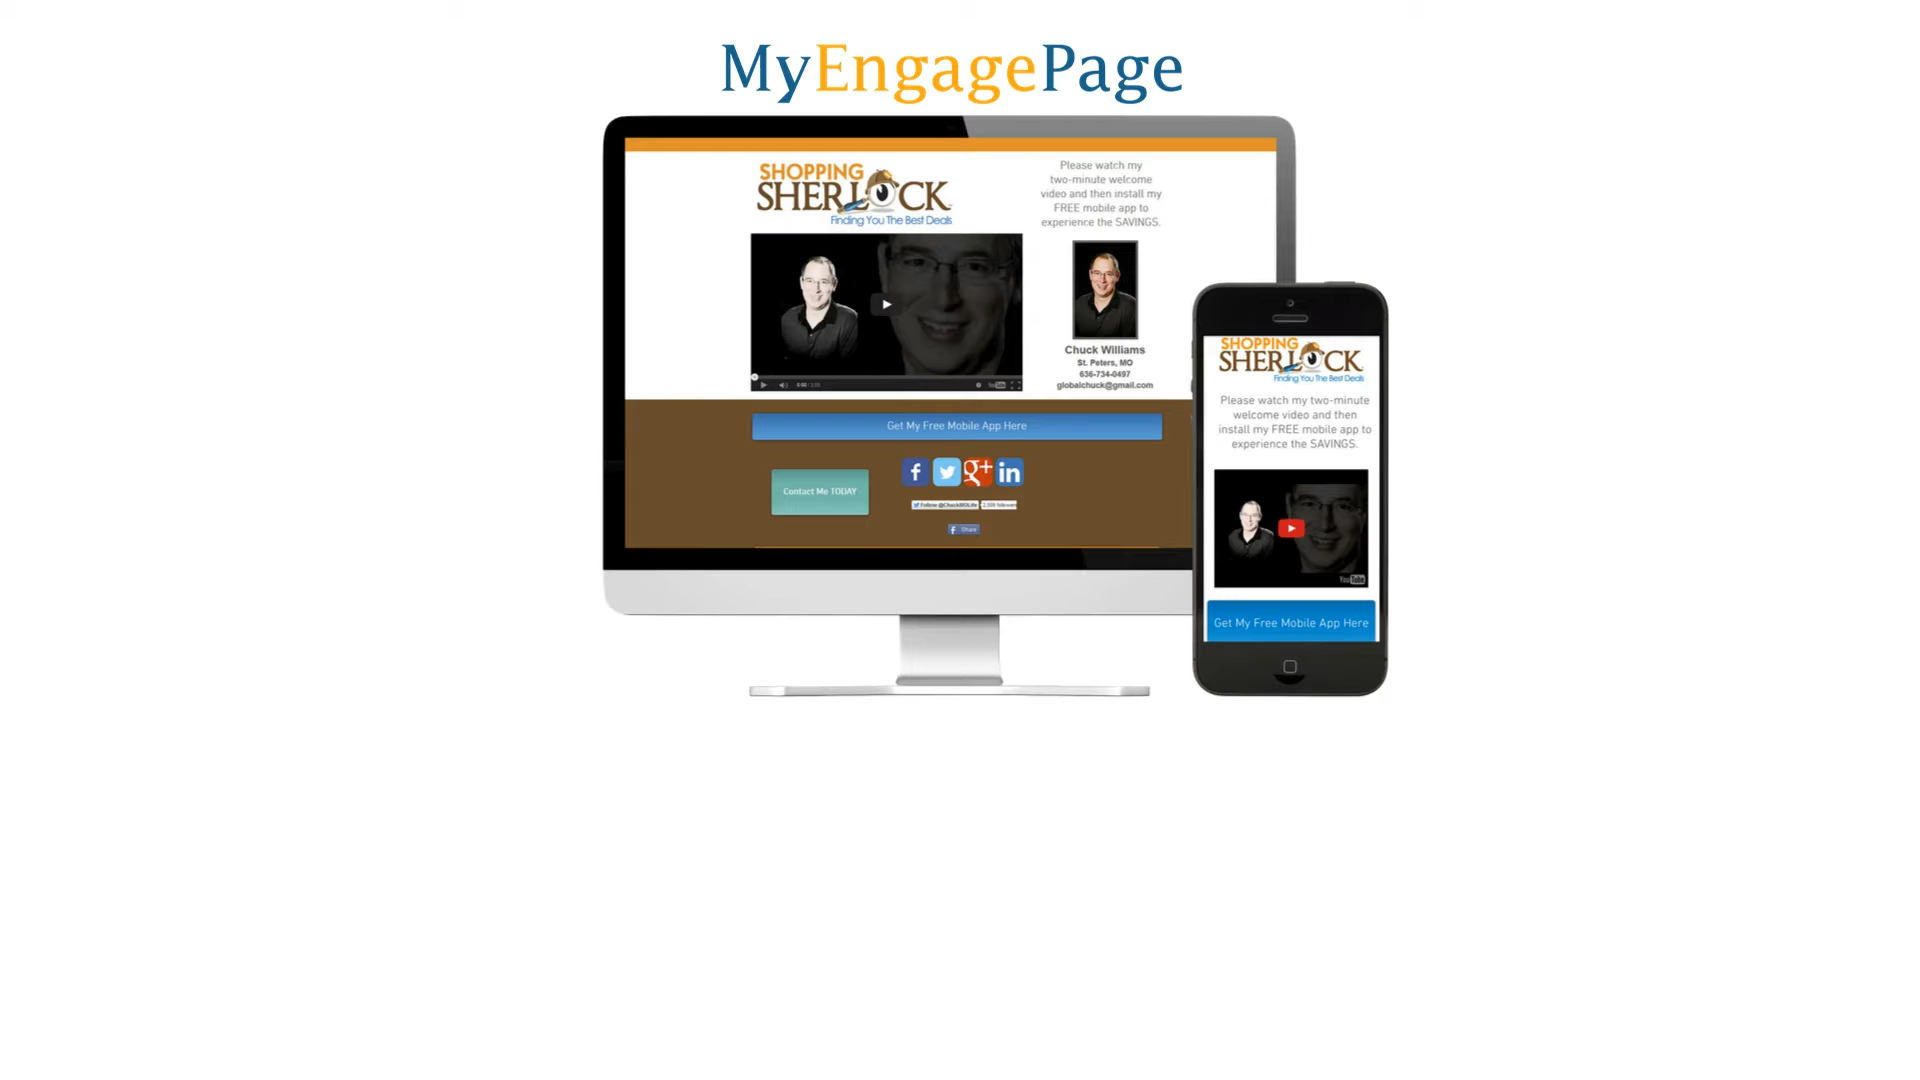 MyEngagePage
SHOPPING
SHERLOCK
Finding You The Best Deals
Please watch my
two-minute welcome
video and then install my
FREE mobile app to
experience the SAVINGS.
Chuck Williams
St. Peters, MO
636-734-0497
globalchuck@gmail.com
Get My Free Mobile App Here
Contact Me TODAY
Share
SHOPPING
SHERLOCK
Finding You The Best Deals
Please watch my two-minute
welcome video and then
install my FREE mobile app to
experience the SAVINGS.
YouTube
Get My Free Mobile App Here